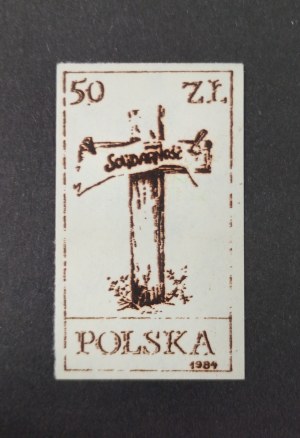 50 ZŁ
SOLIDARNOŚĆ
POLSKA
1984